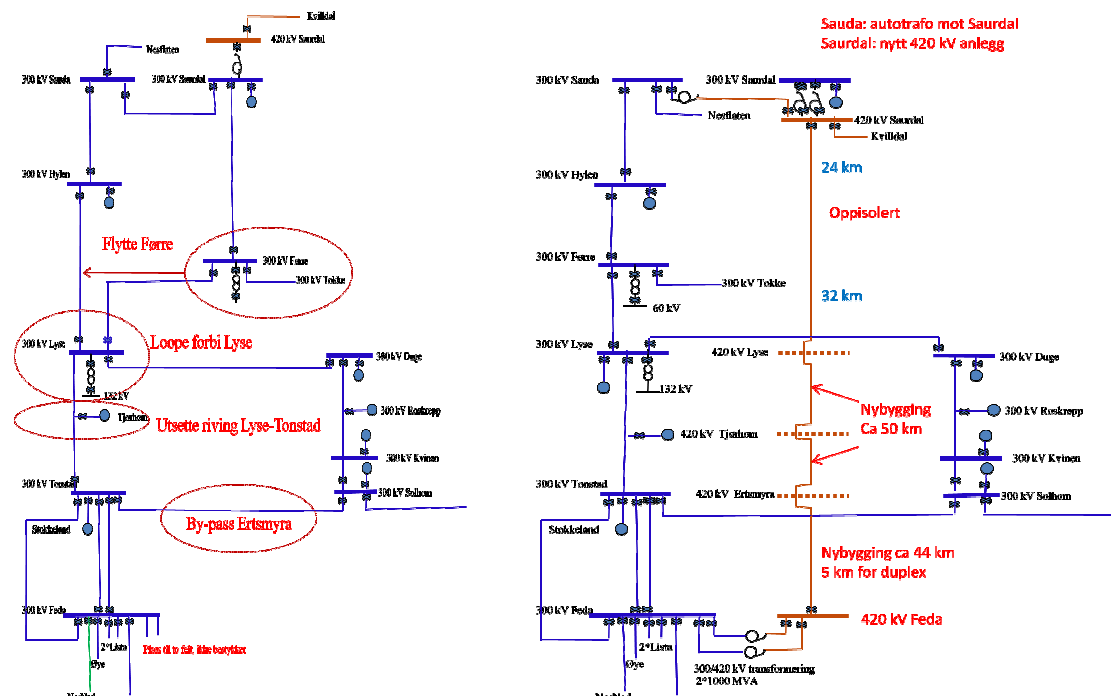 Kvilldal
420 kV Saurdal
Nesflaten
300 kV Sauda
300 kV Saurdal
300 kV Hylen
Flytte Førre
300 kV Førre
300 kV Tokke
300 kV Lyse
Loope forbi Lyse
300 kV Duge
132 kV
Tjørhom
Utsette riving Lyse-Tonstad
300 kV Roskrepp
300 kV Kvinen
300 kV Tonstad
300 kV Solhom
Stokkeland
By-pass Ertsmyra
300 kV Feda
2*Lista
Plass til to felt, ikke bestykket
Øye
Sauda: autotrafo mot Saurdal
Saurdal: nytt 420 kV anlegg
300 kV Sauda
300 kV Saurdal
Nesflaten
420 kV Saurdal
Kvilldal
24 km
300 kV Hylen
Oppisolert
300 kV Førre
300 kV Tokke
32 km
60 kV
300 kV Lyse
420 kV Lyse
300 kV Duge
132 kV
Nybygging
Ca 50 km
300 kV Roskrepp
420 kV Tjørhom
300 kV Kvinen
300 kV Tonstad
420 kV Ertsmyra
300 kV Solhom
Stokkeland
Nybygging ca 44 km
5 km for duplex
300 kV Feda
420 kV Feda
2*Lista
Øye
300/420 kV transformering
2*1000 MVA